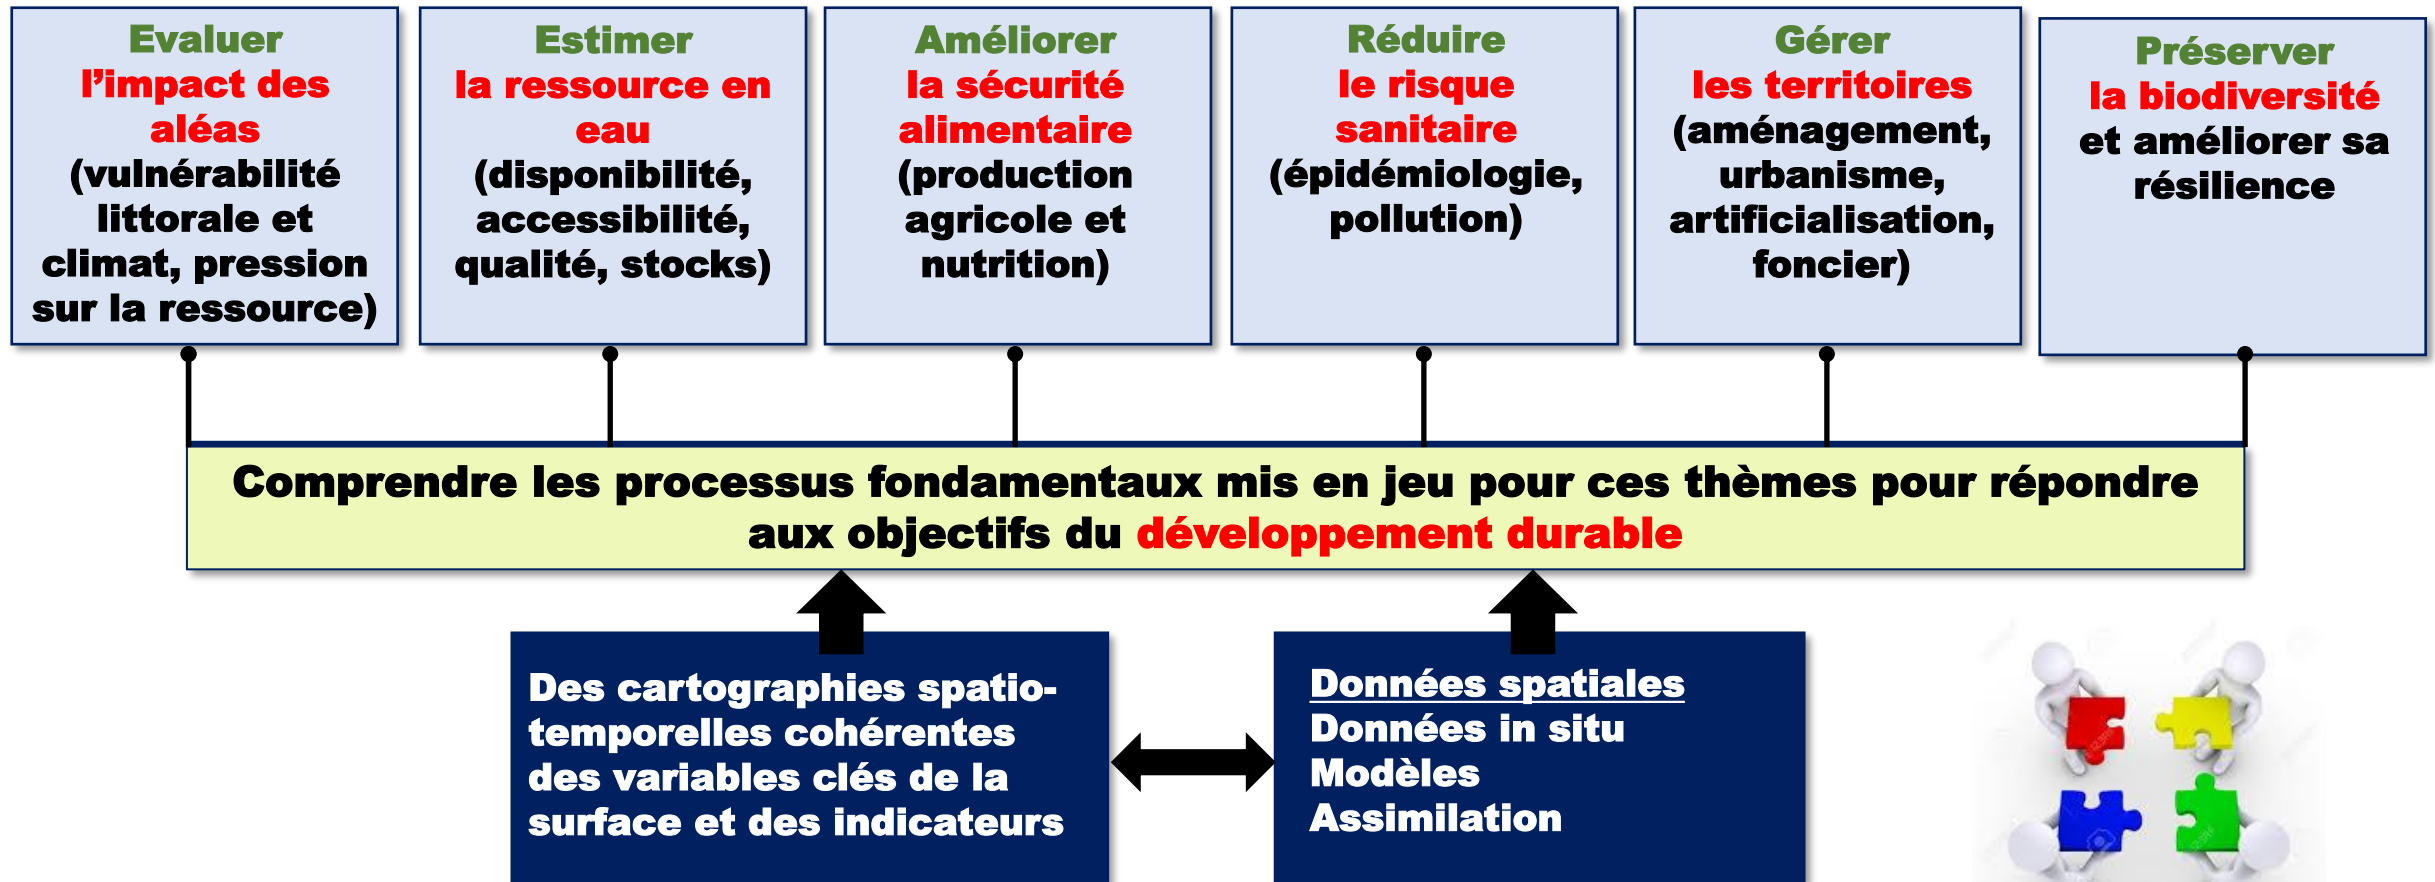 Evaluer
l’impact des
aléas
(vulnérabilité
littorale et
climat, pression
sur la ressource)
Estimer
la ressource en
eau
(disponibilité,
accessibilité,
qualité, stocks)
Améliorer
la sécurité
alimentaire
(production
agricole et
nutrition)
Réduire
le risque
sanitaire
(épidémiologie,
pollution)
Gérer
les territoires
(aménagement,
urbanisme,
artificialisation,
foncier)
Préserver
la biodiversité
et améliorer sa
résilience
Comprendre les processus fondamentaux mis en jeu pour ces thèmes pour répondre
aux objectifs du développement durable
Des cartographies spatio-
temporelles cohérentes
des variables clés de la
surface et des indicateurs
Données spatiales
Données in situ
Modèles
Assimilation